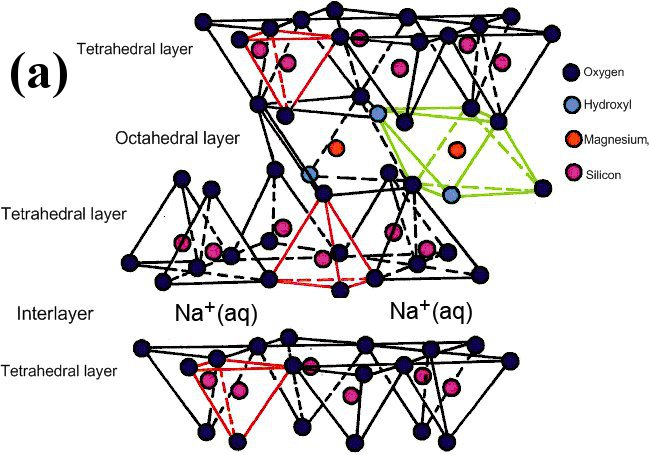 Tetrahedral layer
(a)
Oxygen
Hydroxyl
Octahedral layer
Magnesium,
Silicon
Tetrahedral layer
Interlayer
Na+(aq)
Na+(aq)
Tetrahedral layer